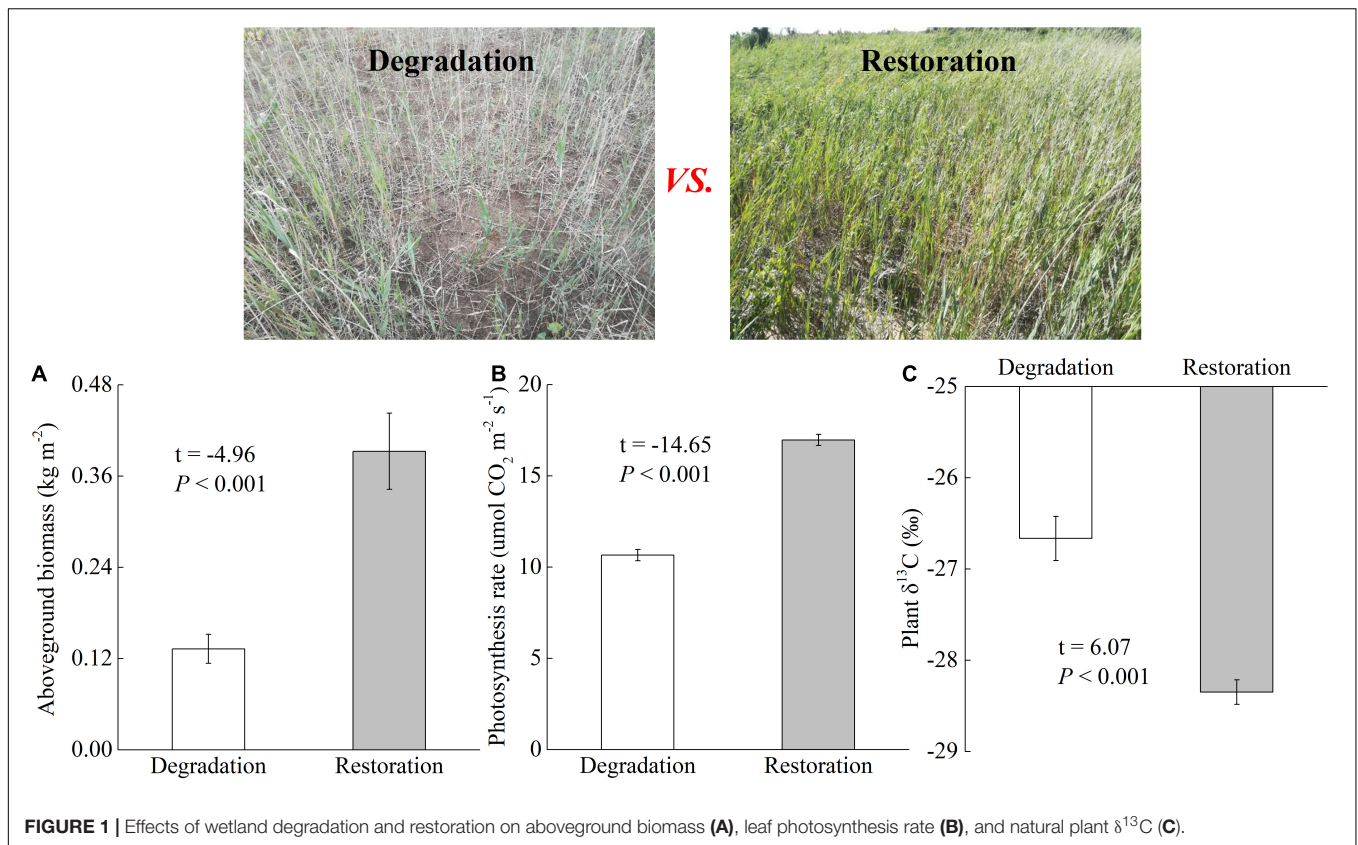 Degradation
Restoration
VS.
A
0.48
0.36
0.24
0.12
0.00
Aboveground biomass (kg m⁻²)
t = -4.96
P < 0.001
Degradation
Restoration
B
20
15
10
5
0
Photosynthesis rate (umol CO₂ m⁻² s⁻¹)
t = -14.65
P < 0.001
Degradation
Restoration
C
Degradation
Restoration
-25
-26
-27
-28
-29
Plant δ¹³C (‰)
t = 6.07
P < 0.001
FIGURE 1 | Effects of wetland degradation and restoration on aboveground biomass (A), leaf photosynthesis rate (B), and natural plant δ¹³C (C).